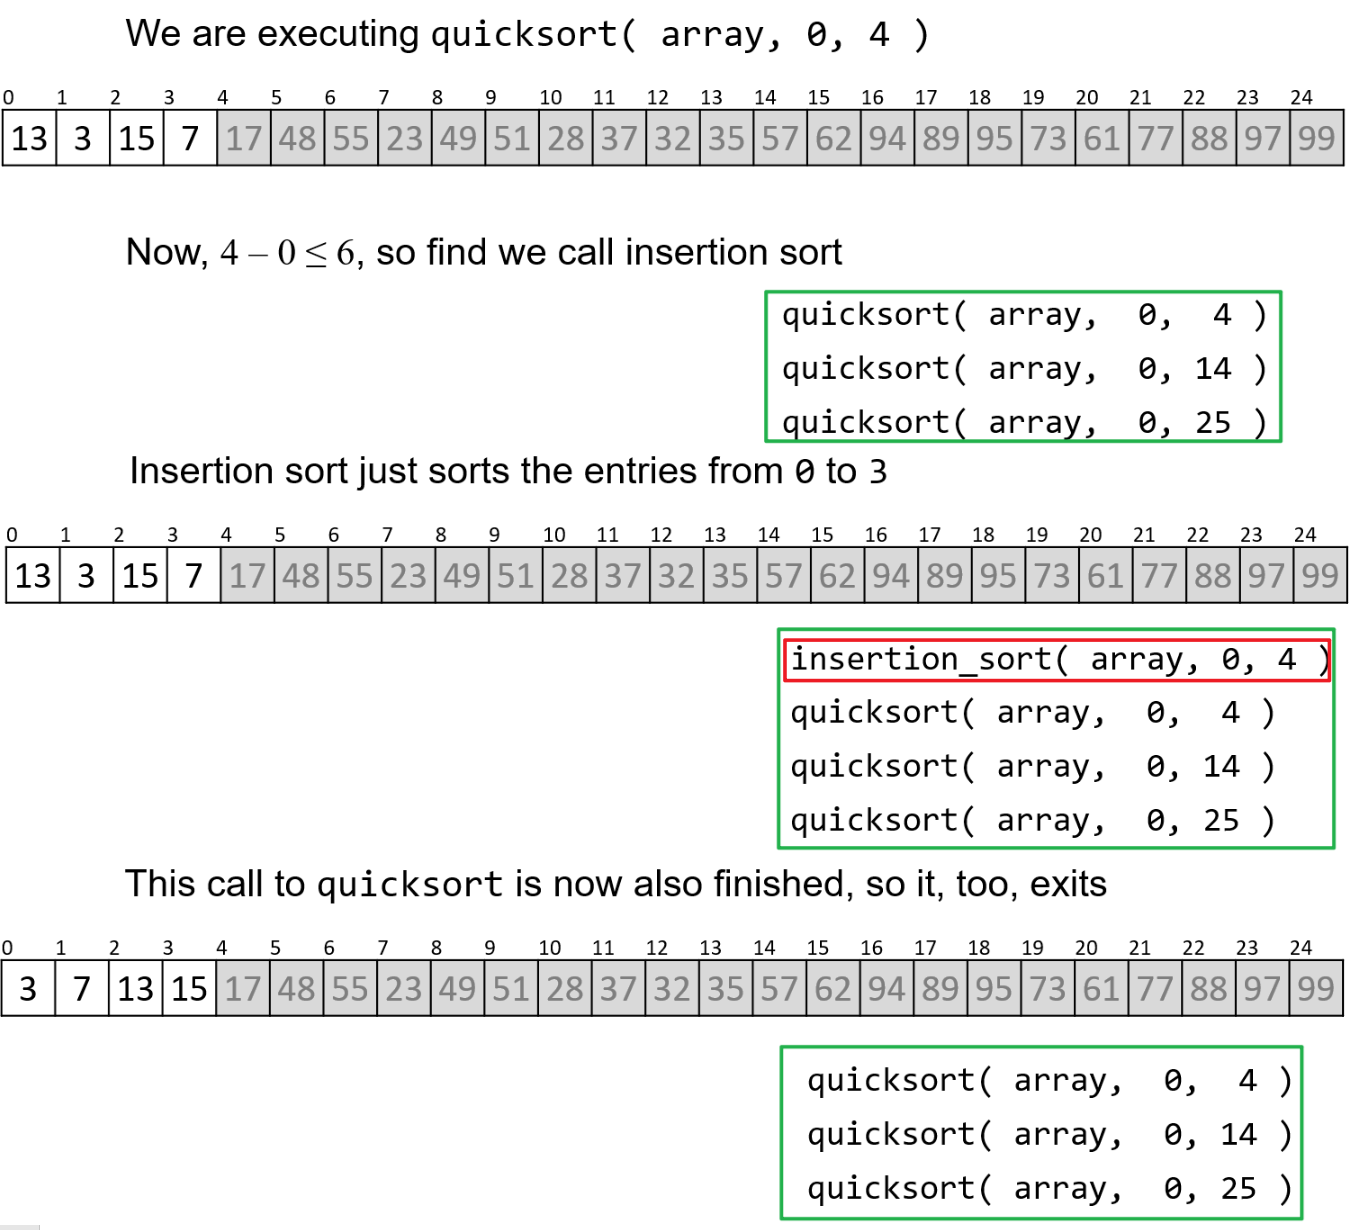 We are executing quicksort( array, 0, 4 )
0 1 2 3 4 5 6 7 8 9 10 11 12 13 14 15 16 17 18 19 20 21 22 23 24
13 3 15 7 17 48 55 23 49 51 28 37 32 35 57 62 94 89 95 73 61 77 88 97 99
Now, 4 – 0 ≤ 6, so find we call insertion sort
quicksort( array, 0, 4 )
quicksort( array, 0, 14 )
quicksort( array, 0, 25 )
Insertion sort just sorts the entries from 0 to 3
0 1 2 3 4 5 6 7 8 9 10 11 12 13 14 15 16 17 18 19 20 21 22 23 24
13 3 15 7 17 48 55 23 49 51 28 37 32 35 57 62 94 89 95 73 61 77 88 97 99
insertion_sort( array, 0, 4 )
quicksort( array, 0, 4 )
quicksort( array, 0, 14 )
quicksort( array, 0, 25 )
This call to quicksort is now also finished, so it, too, exits
0 1 2 3 4 5 6 7 8 9 10 11 12 13 14 15 16 17 18 19 20 21 22 23 24
3 7 13 15 17 48 55 23 49 51 28 37 32 35 57 62 94 89 95 73 61 77 88 97 99
quicksort( array, 0, 4 )
quicksort( array, 0, 14 )
quicksort( array, 0, 25 )